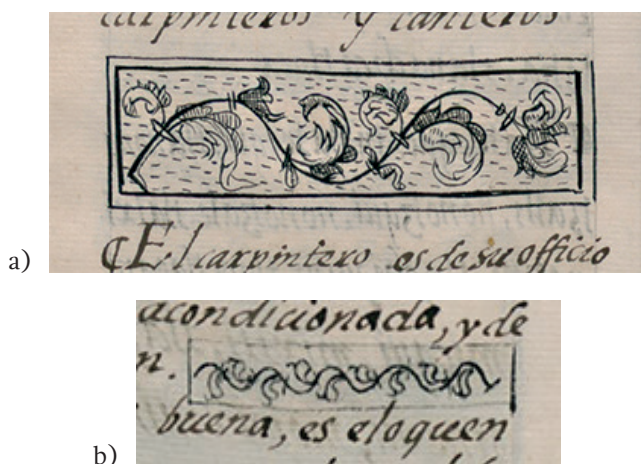 carpinteros y canteros
a)
¶El carpintero es de su officio
acondicionada, y de
n.
buena, es eloquen
b)